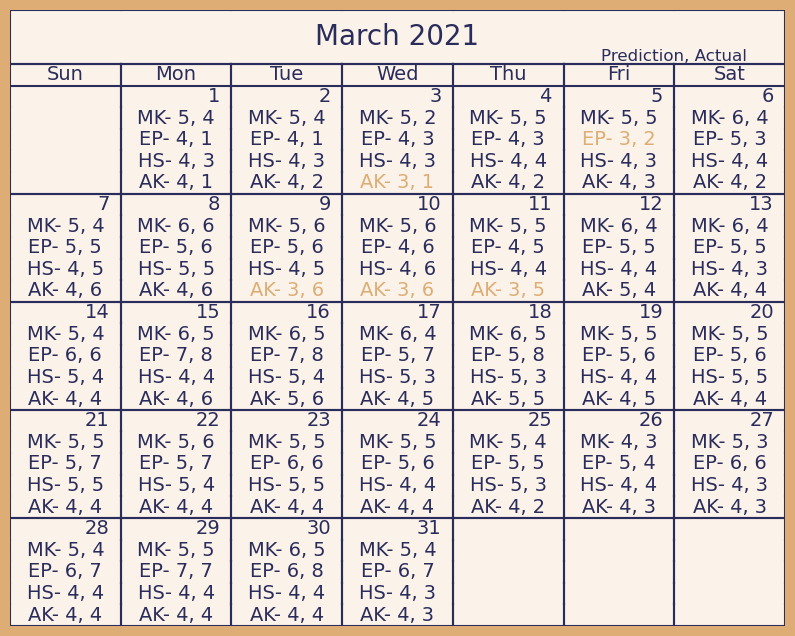 March 2021
Prediction, Actual
Sun Mon Tue Wed Thu Fri Sat
1 2 3 4 5 6
MK- 5, 4 MK- 5, 4 MK- 5, 2 MK- 5, 5 MK- 5, 5 MK- 6, 4
EP- 4, 1 EP- 4, 1 EP- 4, 3 EP- 4, 3 EP- 3, 2 EP- 5, 3
HS- 4, 3 HS- 4, 3 HS- 4, 3 HS- 4, 4 HS- 4, 3 HS- 4, 4
AK- 4, 1 AK- 4, 2 AK- 3, 1 AK- 4, 2 AK- 4, 3 AK- 4, 2
7 8 9 10 11 12 13
MK- 5, 4 MK- 6, 6 MK- 5, 6 MK- 5, 6 MK- 5, 5 MK- 6, 4 MK- 6, 4
EP- 5, 5 EP- 5, 6 EP- 5, 6 EP- 4, 6 EP- 4, 5 EP- 5, 5 EP- 5, 5
HS- 4, 5 HS- 5, 5 HS- 4, 5 HS- 4, 6 HS- 4, 4 HS- 4, 4 HS- 4, 3
AK- 4, 6 AK- 4, 6 AK- 3, 6 AK- 3, 6 AK- 3, 5 AK- 5, 4 AK- 4, 4
14 15 16 17 18 19 20
MK- 5, 4 MK- 6, 5 MK- 6, 5 MK- 6, 4 MK- 6, 5 MK- 5, 5 MK- 5, 5
EP- 6, 6 EP- 7, 8 EP- 7, 8 EP- 5, 7 EP- 5, 8 EP- 5, 6 EP- 5, 6
HS- 5, 4 HS- 4, 4 HS- 5, 4 HS- 5, 3 HS- 5, 3 HS- 4, 4 HS- 5, 5
AK- 4, 4 AK- 4, 6 AK- 5, 6 AK- 4, 5 AK- 5, 5 AK- 4, 5 AK- 4, 4
21 22 23 24 25 26 27
MK- 5, 5 MK- 5, 6 MK- 5, 5 MK- 5, 5 MK- 5, 4 MK- 4, 3 MK- 5, 3
EP- 5, 7 EP- 5, 7 EP- 6, 6 EP- 5, 6 EP- 5, 5 EP- 5, 4 EP- 6, 6
HS- 5, 5 HS- 5, 4 HS- 5, 5 HS- 4, 4 HS- 5, 3 HS- 4, 4 HS- 4, 3
AK- 4, 4 AK- 4, 4 AK- 4, 4 AK- 4, 4 AK- 4, 2 AK- 4, 3 AK- 4, 3
28 29 30 31
MK- 5, 4 MK- 5, 5 MK- 6, 5 MK- 5, 4
EP- 6, 7 EP- 7, 7 EP- 6, 8 EP- 6, 7
HS- 4, 4 HS- 4, 4 HS- 4, 4 HS- 4, 3
AK- 4, 4 AK- 4, 4 AK- 4, 4 AK- 4, 3